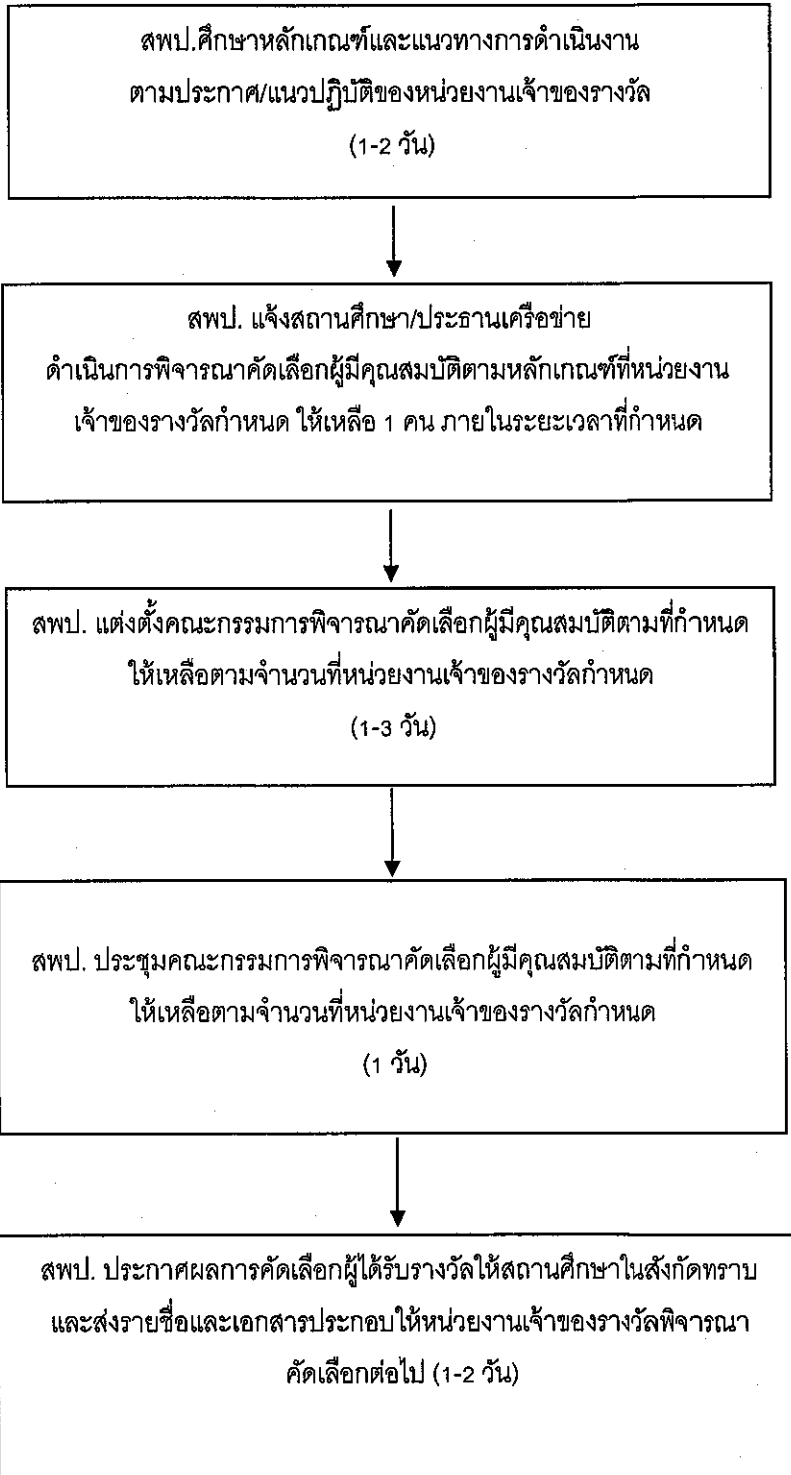 สพป.ศึกษาหลักเกณฑ์และแนวทางการดำเนินงาน
ตามประกาศ/แนวปฏิบัติของหน่วยงานเจ้าของรางวัล
(1-2 วัน)
สพป. แจ้งสถานศึกษา/ประธานเครือข่าย
ดำเนินการพิจารณาคัดเลือกผู้มีคุณสมบัติตามหลักเกณฑ์ที่หน่วยงาน
เจ้าของรางวัลกำหนด ให้เหลือ 1 คน ภายในระยะเวลาที่กำหนด
สพป. แต่งตั้งคณะกรรมการพิจารณาคัดเลือกผู้มีคุณสมบัติตามที่กำหนด
ให้เหลือตามจำนวนที่หน่วยงานเจ้าของรางวัลกำหนด
(1-3 วัน)
สพป. ประชุมคณะกรรมการพิจารณาคัดเลือกผู้มีคุณสมบัติตามที่กำหนด
ให้เหลือตามจำนวนที่หน่วยงานเจ้าของรางวัลกำหนด
(1 วัน)
สพป. ประกาศผลการคัดเลือกผู้ได้รับรางวัลให้สถานศึกษาในสังกัดทราบ
และส่งรายชื่อและเอกสารประกอบให้หน่วยงานเจ้าของรางวัลพิจารณา
คัดเลือกต่อไป (1-2 วัน)